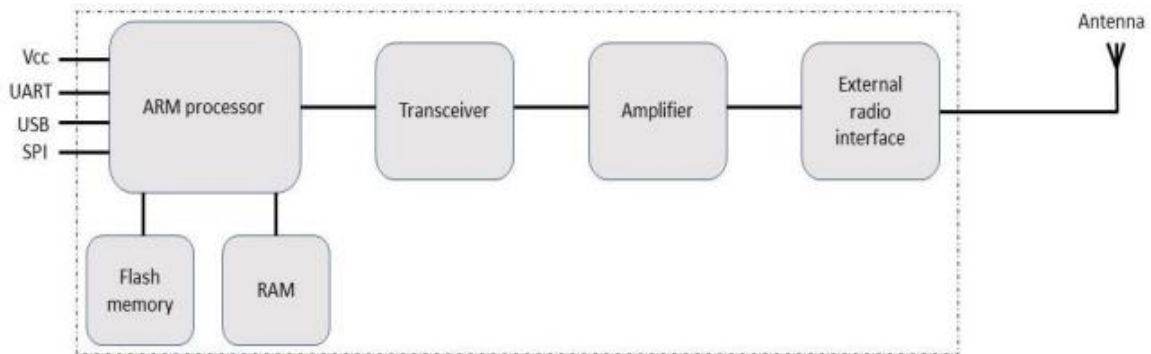 Antenna
Vcc
UART
USB
SPI
ARM processor
Transceiver
Amplifier
External
radio
interface
Flash
memory
RAM